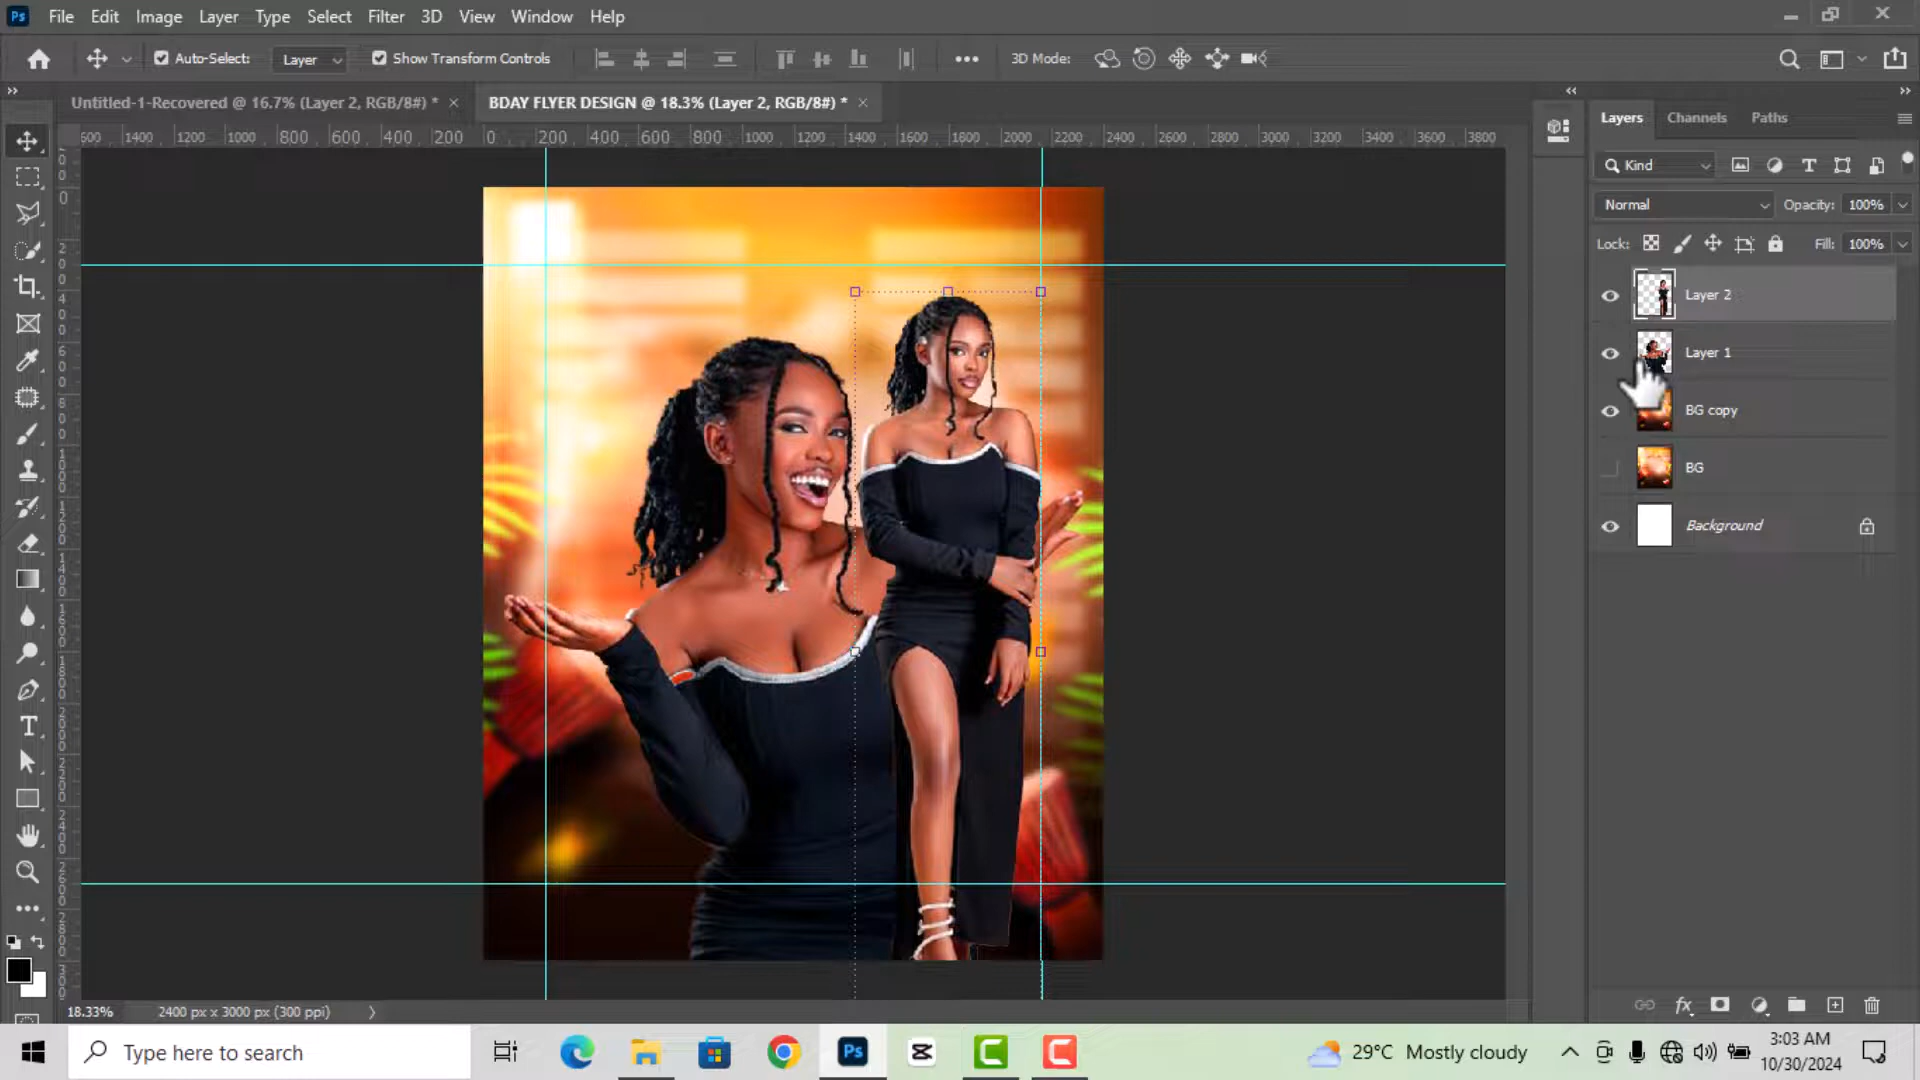 Ps File Edit Image Layer Type Select Filter 3D View Window Help
Auto-Select: Layer Show Transform Controls 3D Mode:
Untitled-1-Recovered @ 16.7% (Layer 2, RGB/8#) * × BDAY FLYER DESIGN @ 18.3% (Layer 2, RGB/8#) * ×
600 1400 1200 1000 800 600 400 200 0 200 400 600 800 1000 1200 1400 1600 1800 2000 2200 2400 2600 2800 3000 3200 3400 3600 3800
Layers Channels Paths
Kind
Normal Opacity: 100%
Lock: Fill: 100%
Layer 2
Layer 1
BG copy
BG
Background
18.33% 2400 px x 3000 px (300 ppi)
Type here to search
Ps
29°C Mostly cloudy
3:03 AM
10/30/2024